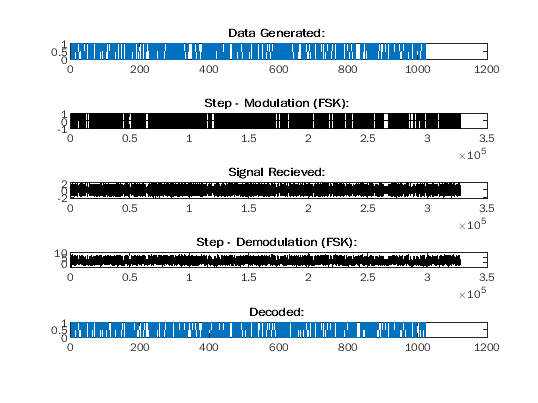 Data Generated:
1
0.5
0
0 200 400 600 800 1000 1200
Step - Modulation (FSK):
1
0
-1
0 0.5 1 1.5 2 2.5 3 3.5
×10^5
Signal Recieved:
2
0
-2
0 0.5 1 1.5 2 2.5 3 3.5
×10^5
Step - Demodulation (FSK):
10
5
0
0 0.5 1 1.5 2 2.5 3 3.5
×10^5
Decoded:
1
0.5
0
0 200 400 600 800 1000 1200